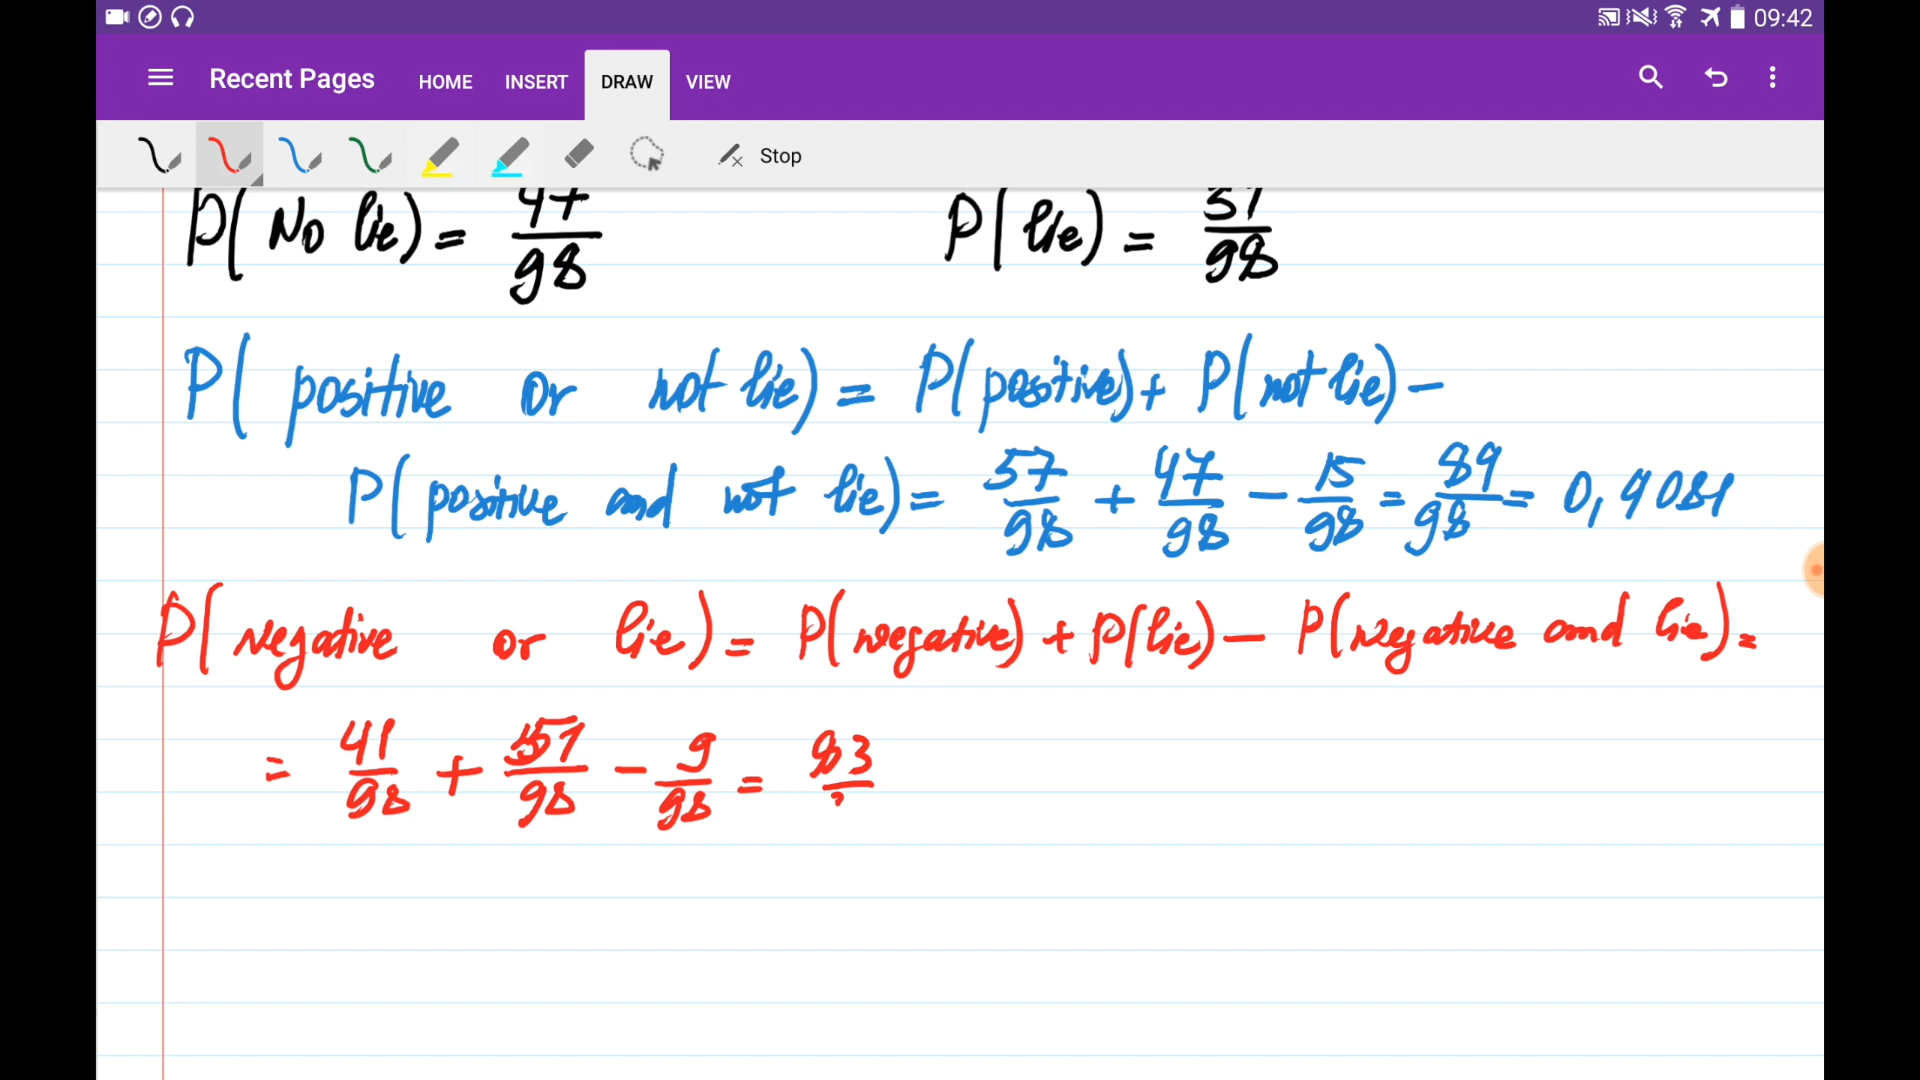 09:42
Recent Pages HOME INSERT DRAW VIEW
Stop
P( No lie) = 47/98 P( lie) = 51/98
P( positive or not lie) = P( positive) + P( not lie) -
P( positive and not lie) = 57/98 + 47/98 - 15/98 = 89/98 = 0,9081
P( negative or lie) = P( negative) + P(lie) - P( negative and lie) =
= 41/98 + 51/98 - 9/98 = 83